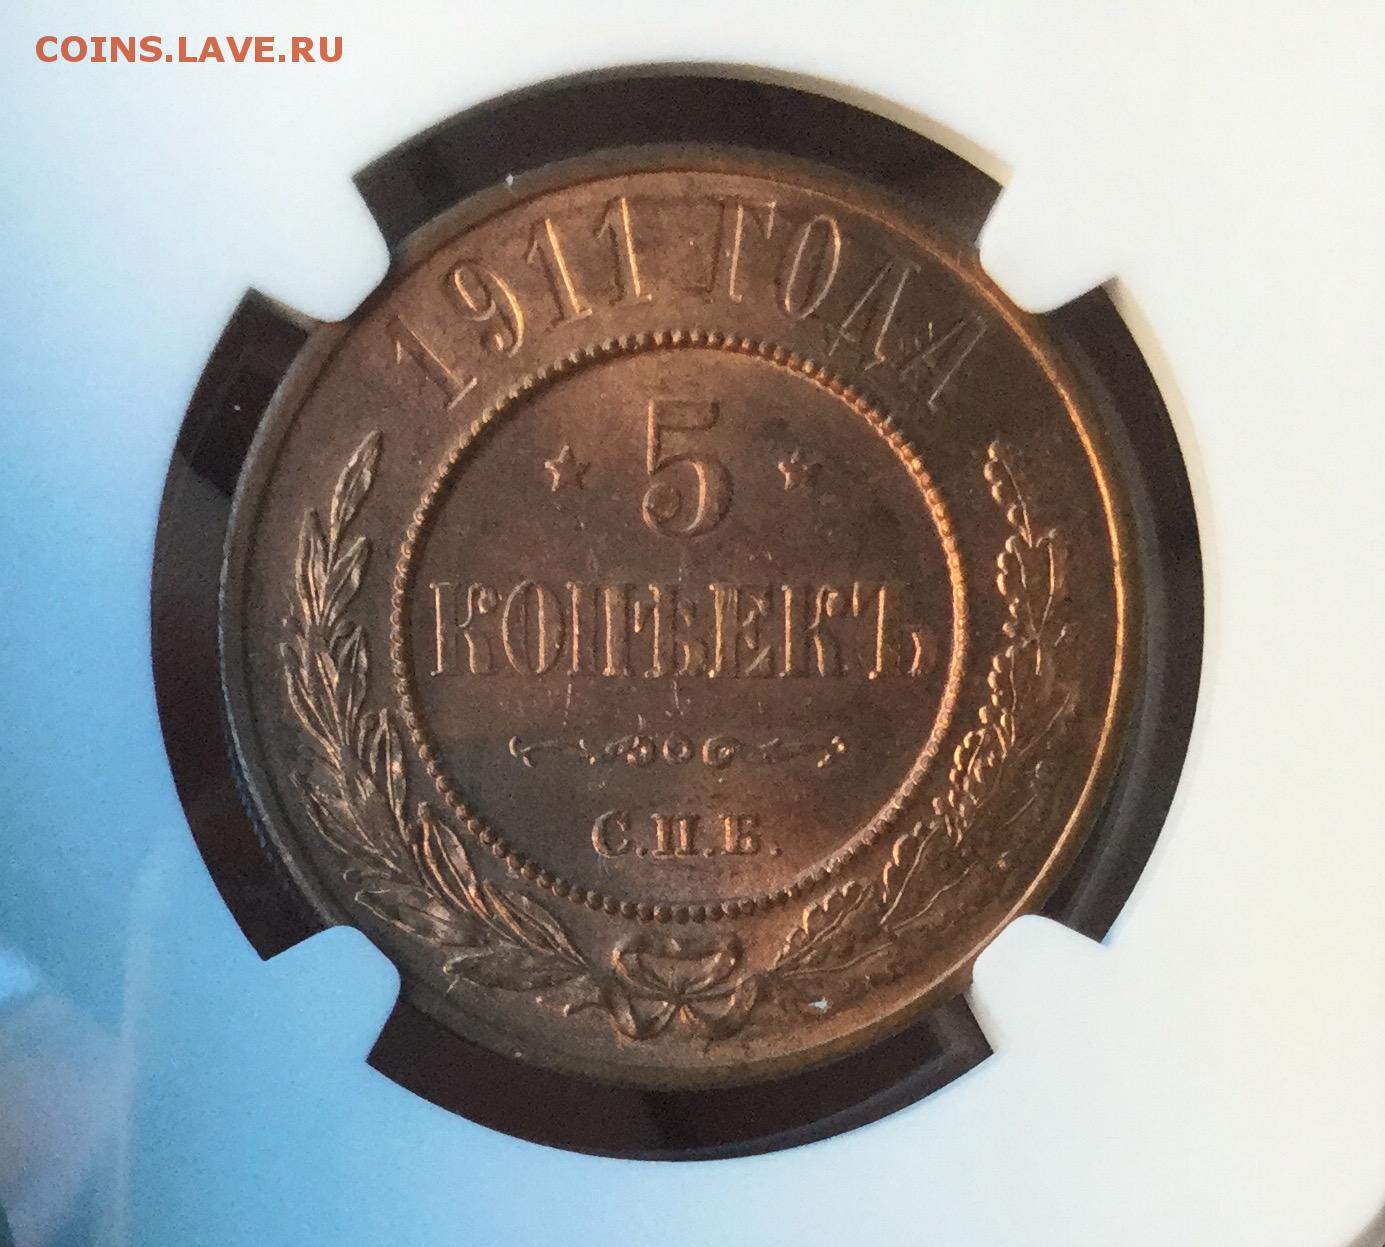 COINS.LAVE.RU
1911 ГОДА
5
КОПѢЕКЪ
С.П.Б.